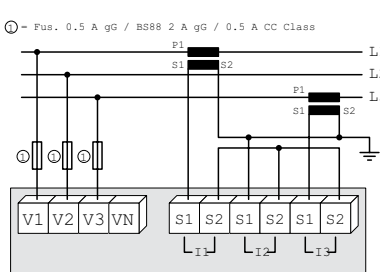 ① - Fus. 0.5 A gG / BS88 2 A gG / 0.5 A CC Class
P1
L
S1 S2
L
P1
L
S1 S2
① ① ①
V1 V2 V3 VN S1 S2 S1 S2 S1 S2
I1 I2 I3